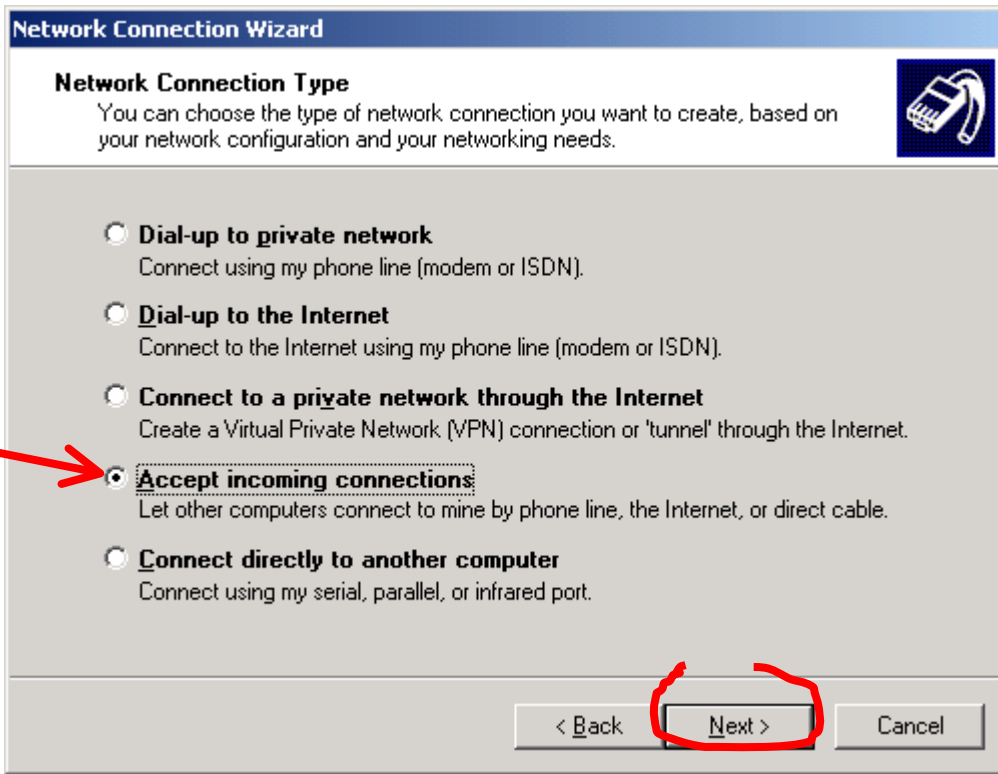 Network Connection Wizard
Network Connection Type
You can choose the type of network connection you want to create, based on
your network configuration and your networking needs.
Dial-up to private network
Connect using my phone line (modem or ISDN).
Dial-up to the Internet
Connect to the Internet using my phone line (modem or ISDN).
Connect to a private network through the Internet
Create a Virtual Private Network (VPN) connection or 'tunnel' through the Internet.
Accept incoming connections
Let other computers connect to mine by phone line, the Internet, or direct cable.
Connect directly to another computer
Connect using my serial, parallel, or infrared port.
< Back Next > Cancel